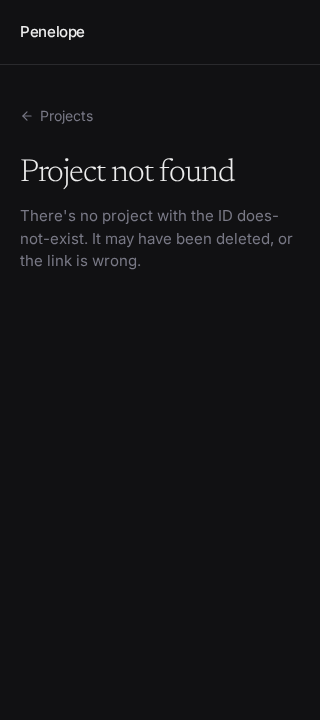 Penelope
← Projects
Project not found
There's no project with the ID does-
not-exist. It may have been deleted, or
the link is wrong.